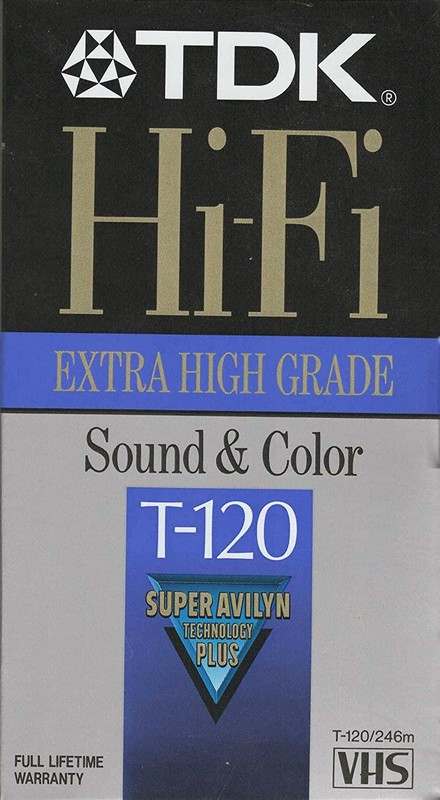 TDK®
Hi-Fi
EXTRA HIGH GRADE
Sound & Color
T-120
SUPER AVILYN
TECHNOLOGY
PLUS
T-120/246m
VHS
FULL LIFETIME
WARRANTY